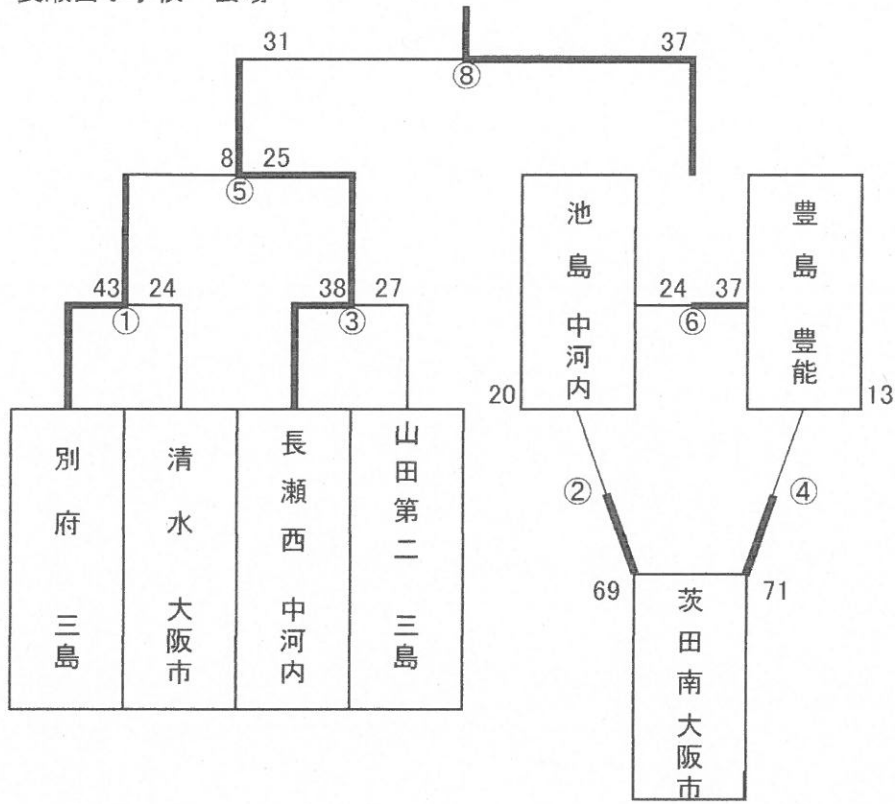 31 37
⑧
8 25
⑤
43 24
①
38 27
③
24 37
⑥
池島 中河内
豊島 豊能
20
13
②
④
69
71
別府 三島
清水 大阪市
長瀬西 中河内
山田第二 三島
茨田南 大阪市